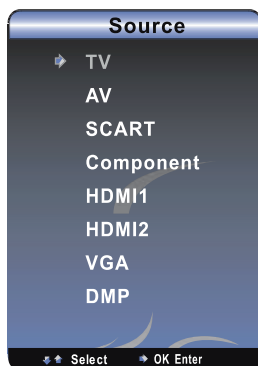 Source
TV
AV
SCART
Component
HDMI1
HDMI2
VGA
DMP
Select OK Enter